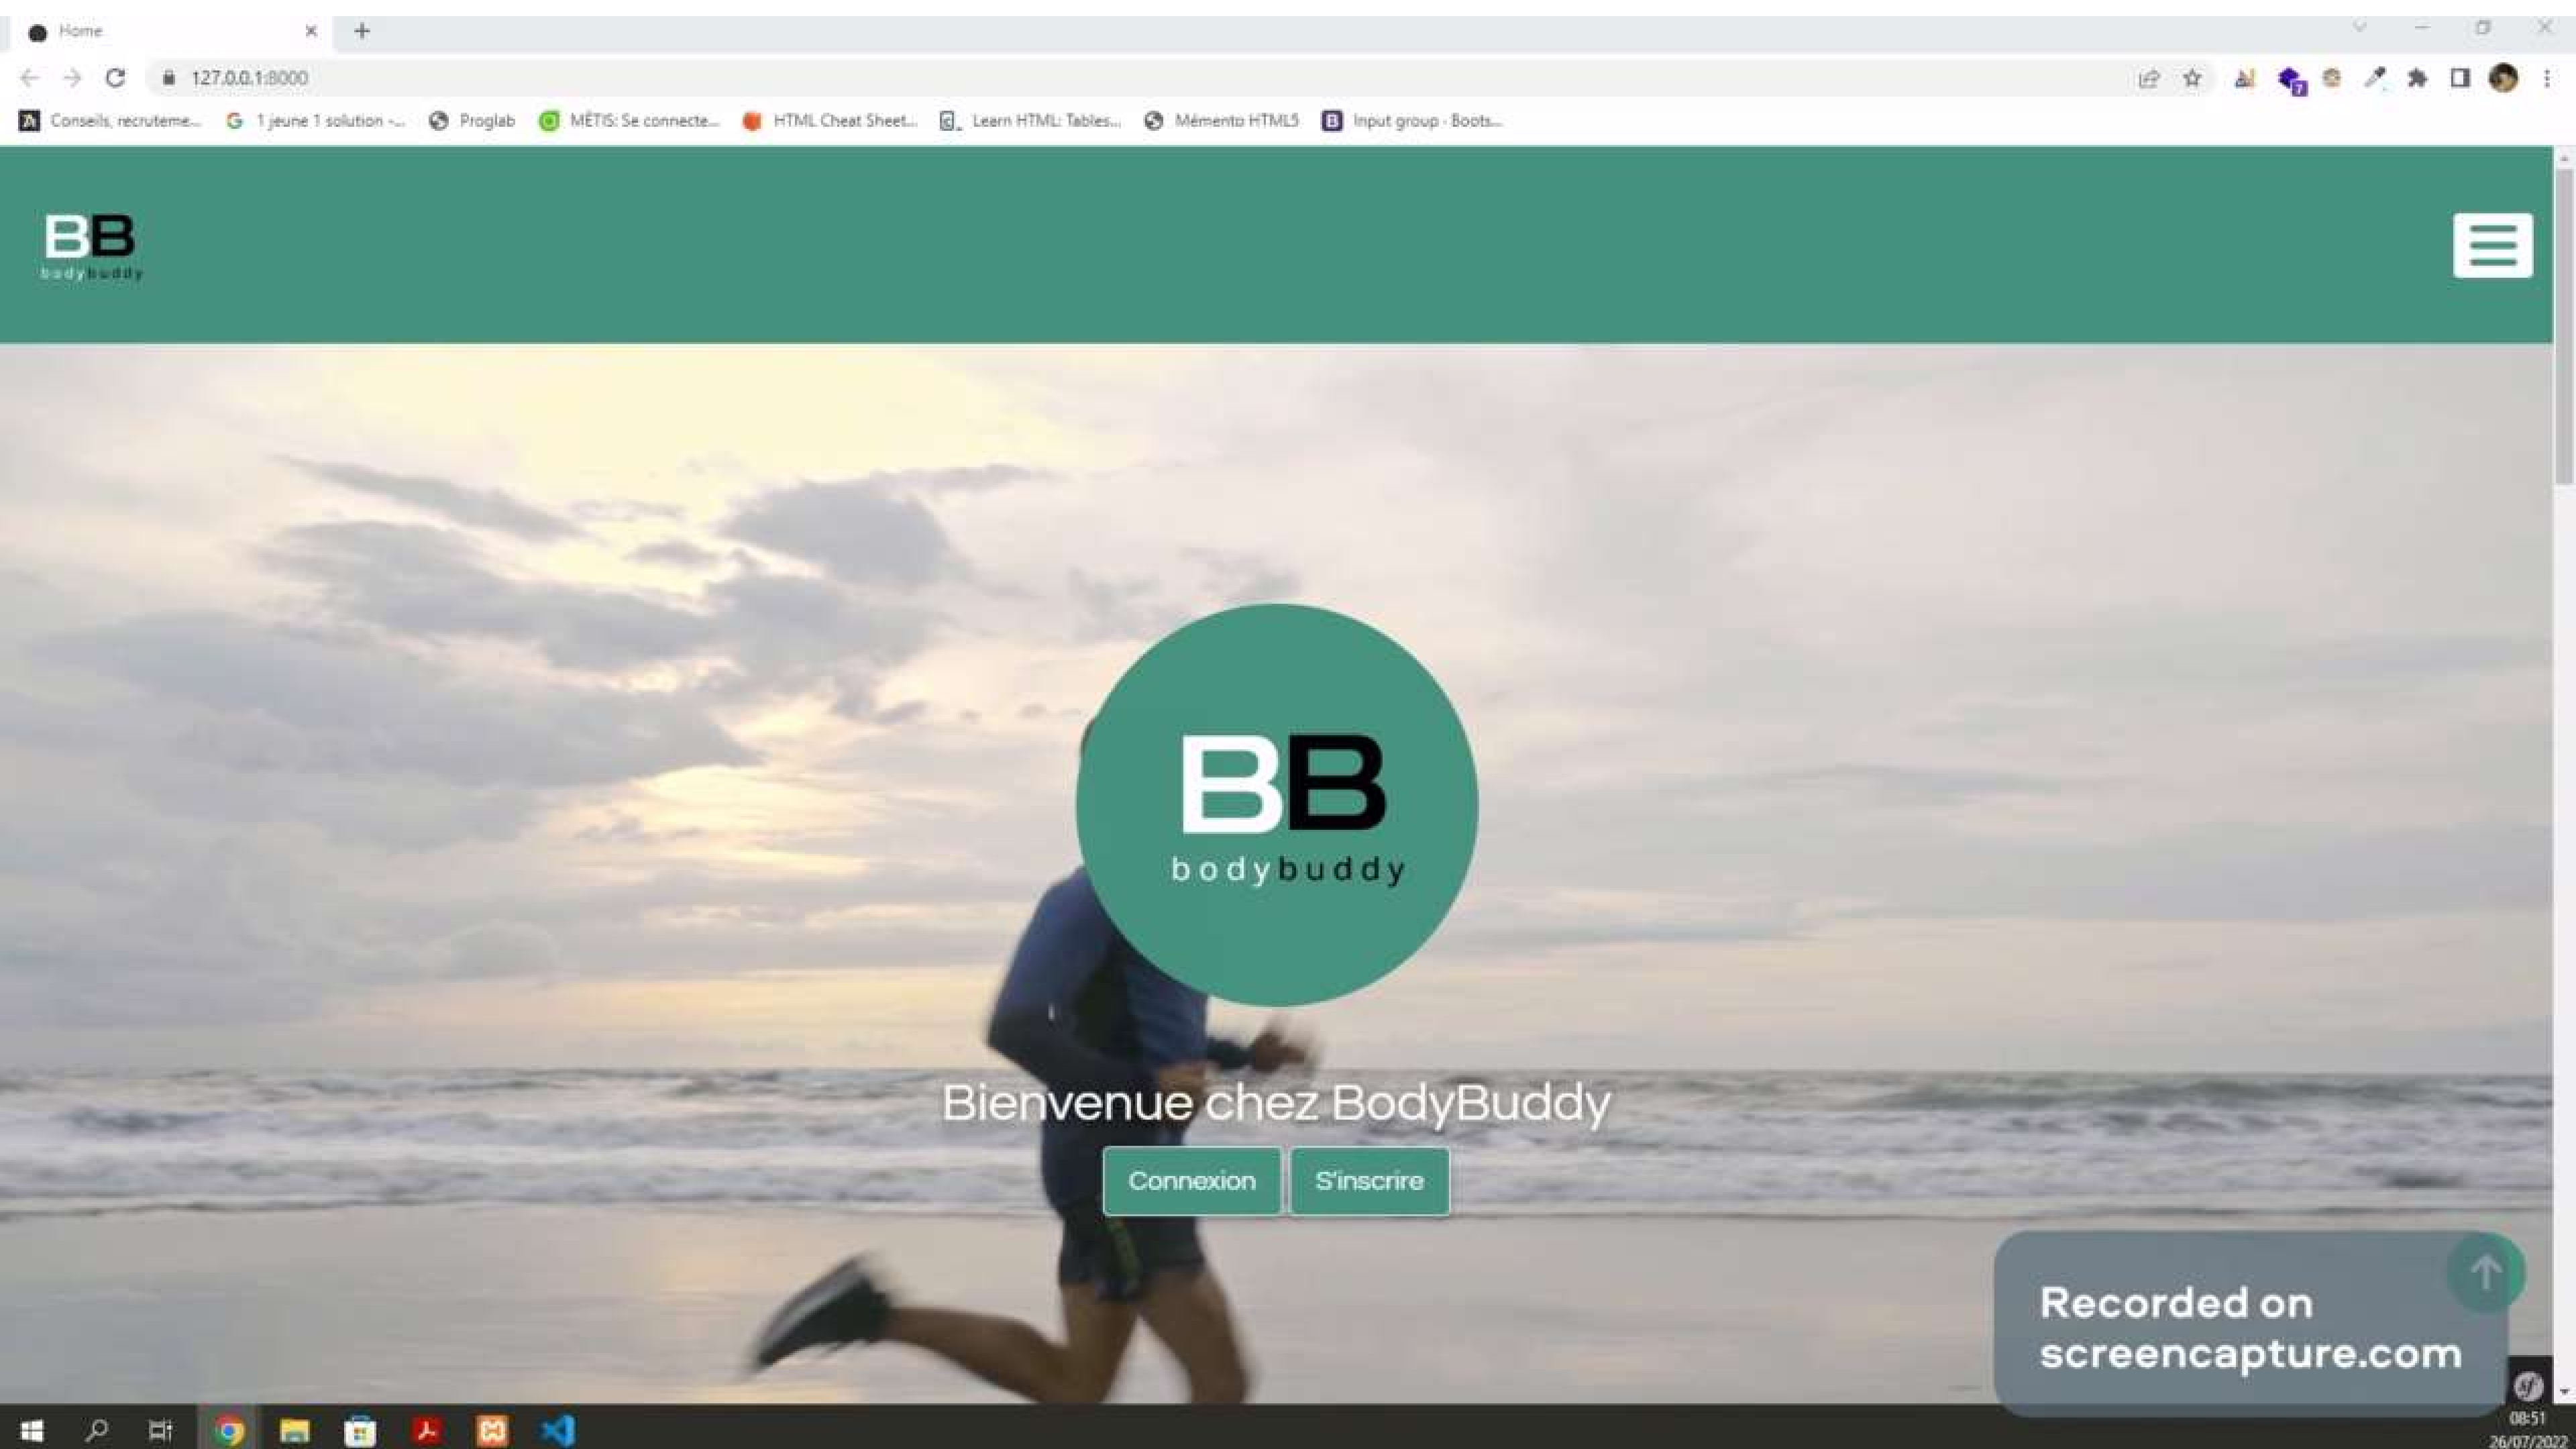 Home
127.0.0.1:8000
7
Conseils, recruteme...
1 jeune 1 solution -...
Proglab
MÉTIS: Se connecte...
HTML Cheat Sheet...
Learn HTML: Tables...
Mémento HTML5
Input group · Boots...
BB
bodybuddy
BB
bodybuddy
Bienvenue chez BodyBuddy
Connexion
S'inscrire
Recorded on
screencapture.com
sf
08:51
26/07/2022